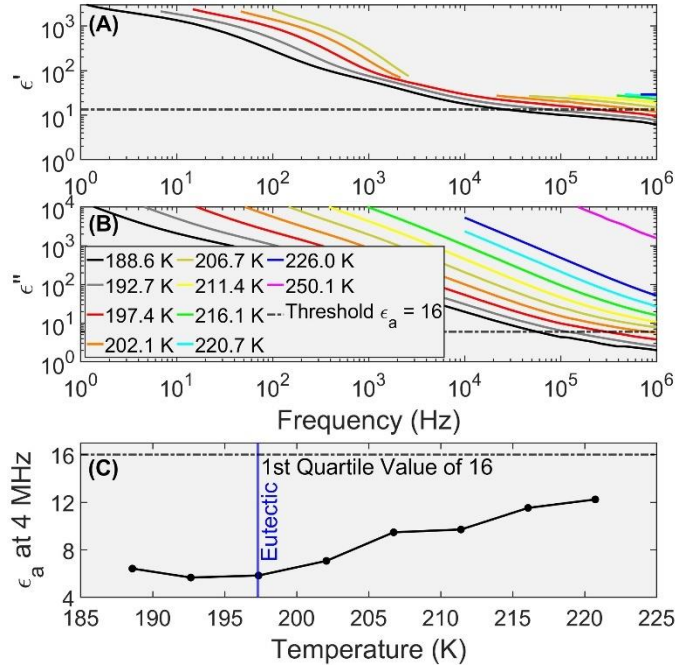 (A)
ϵ'
10³
10²
10¹
10⁰
10⁰ 10¹ 10² 10³ 10⁴ 10⁵ 10⁶
(B)
ϵ"
10⁴
10³
10²
10¹
10⁰
188.6 K 206.7 K 226.0 K
192.7 K 211.4 K 250.1 K
197.4 K 216.1 K Threshold ϵₐ = 16
202.1 K 220.7 K
10⁰ 10¹ 10² 10³ 10⁴ 10⁵ 10⁶
Frequency (Hz)
(C)
ϵₐ at 4 MHz
16
12
8
4
1st Quartile Value of 16
Eutectic
185 190 195 200 205 210 215 220 225
Temperature (K)